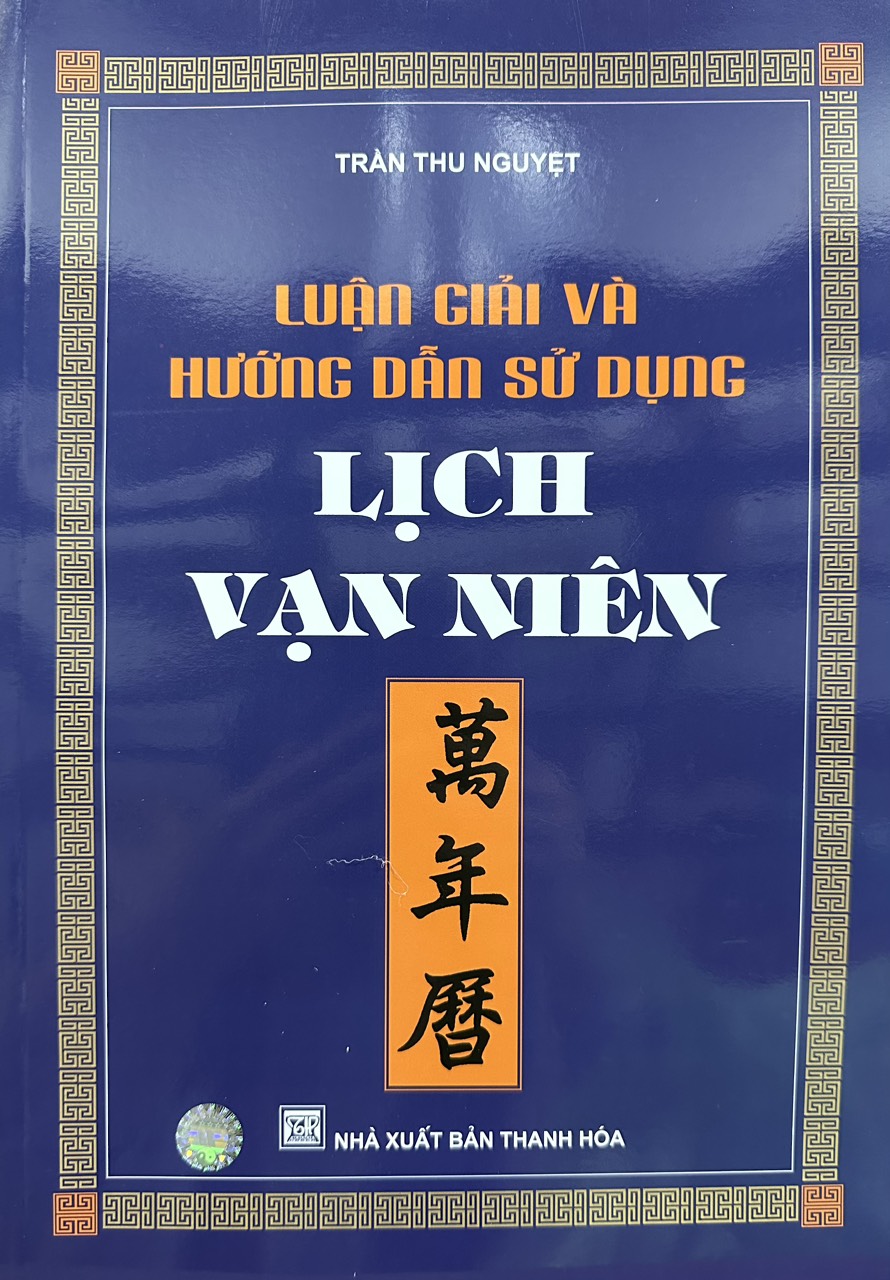 TRẦN THU NGUYỆT
LUẬN GIẢI VÀ
HƯỚNG DẪN SỬ DỤNG
LỊCH
VẠN NIÊN
萬
年
曆
NHÀ XUẤT BẢN THANH HÓA